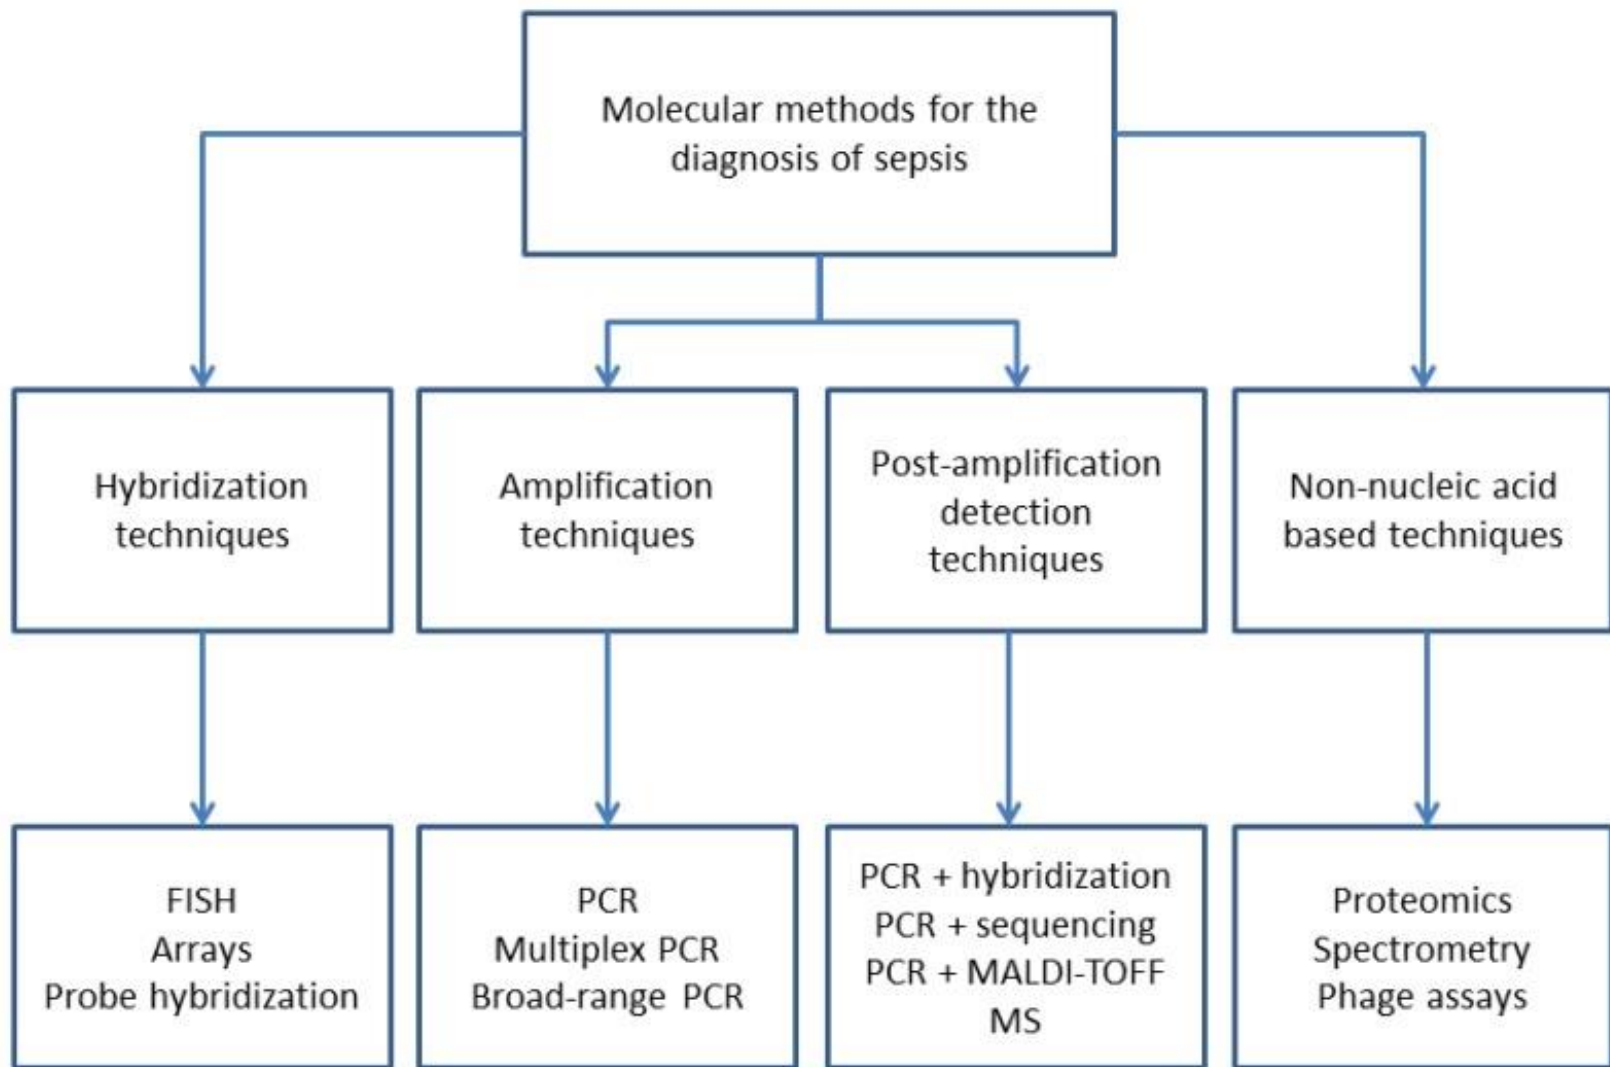 Molecular methods for the
diagnosis of sepsis
Hybridization
techniques
Amplification
techniques
Post-amplification
detection
techniques
Non-nucleic acid
based techniques
FISH
Arrays
Probe hybridization
PCR
Multiplex PCR
Broad-range PCR
PCR + hybridization
PCR + sequencing
PCR + MALDI-TOFF
MS
Proteomics
Spectrometry
Phage assays